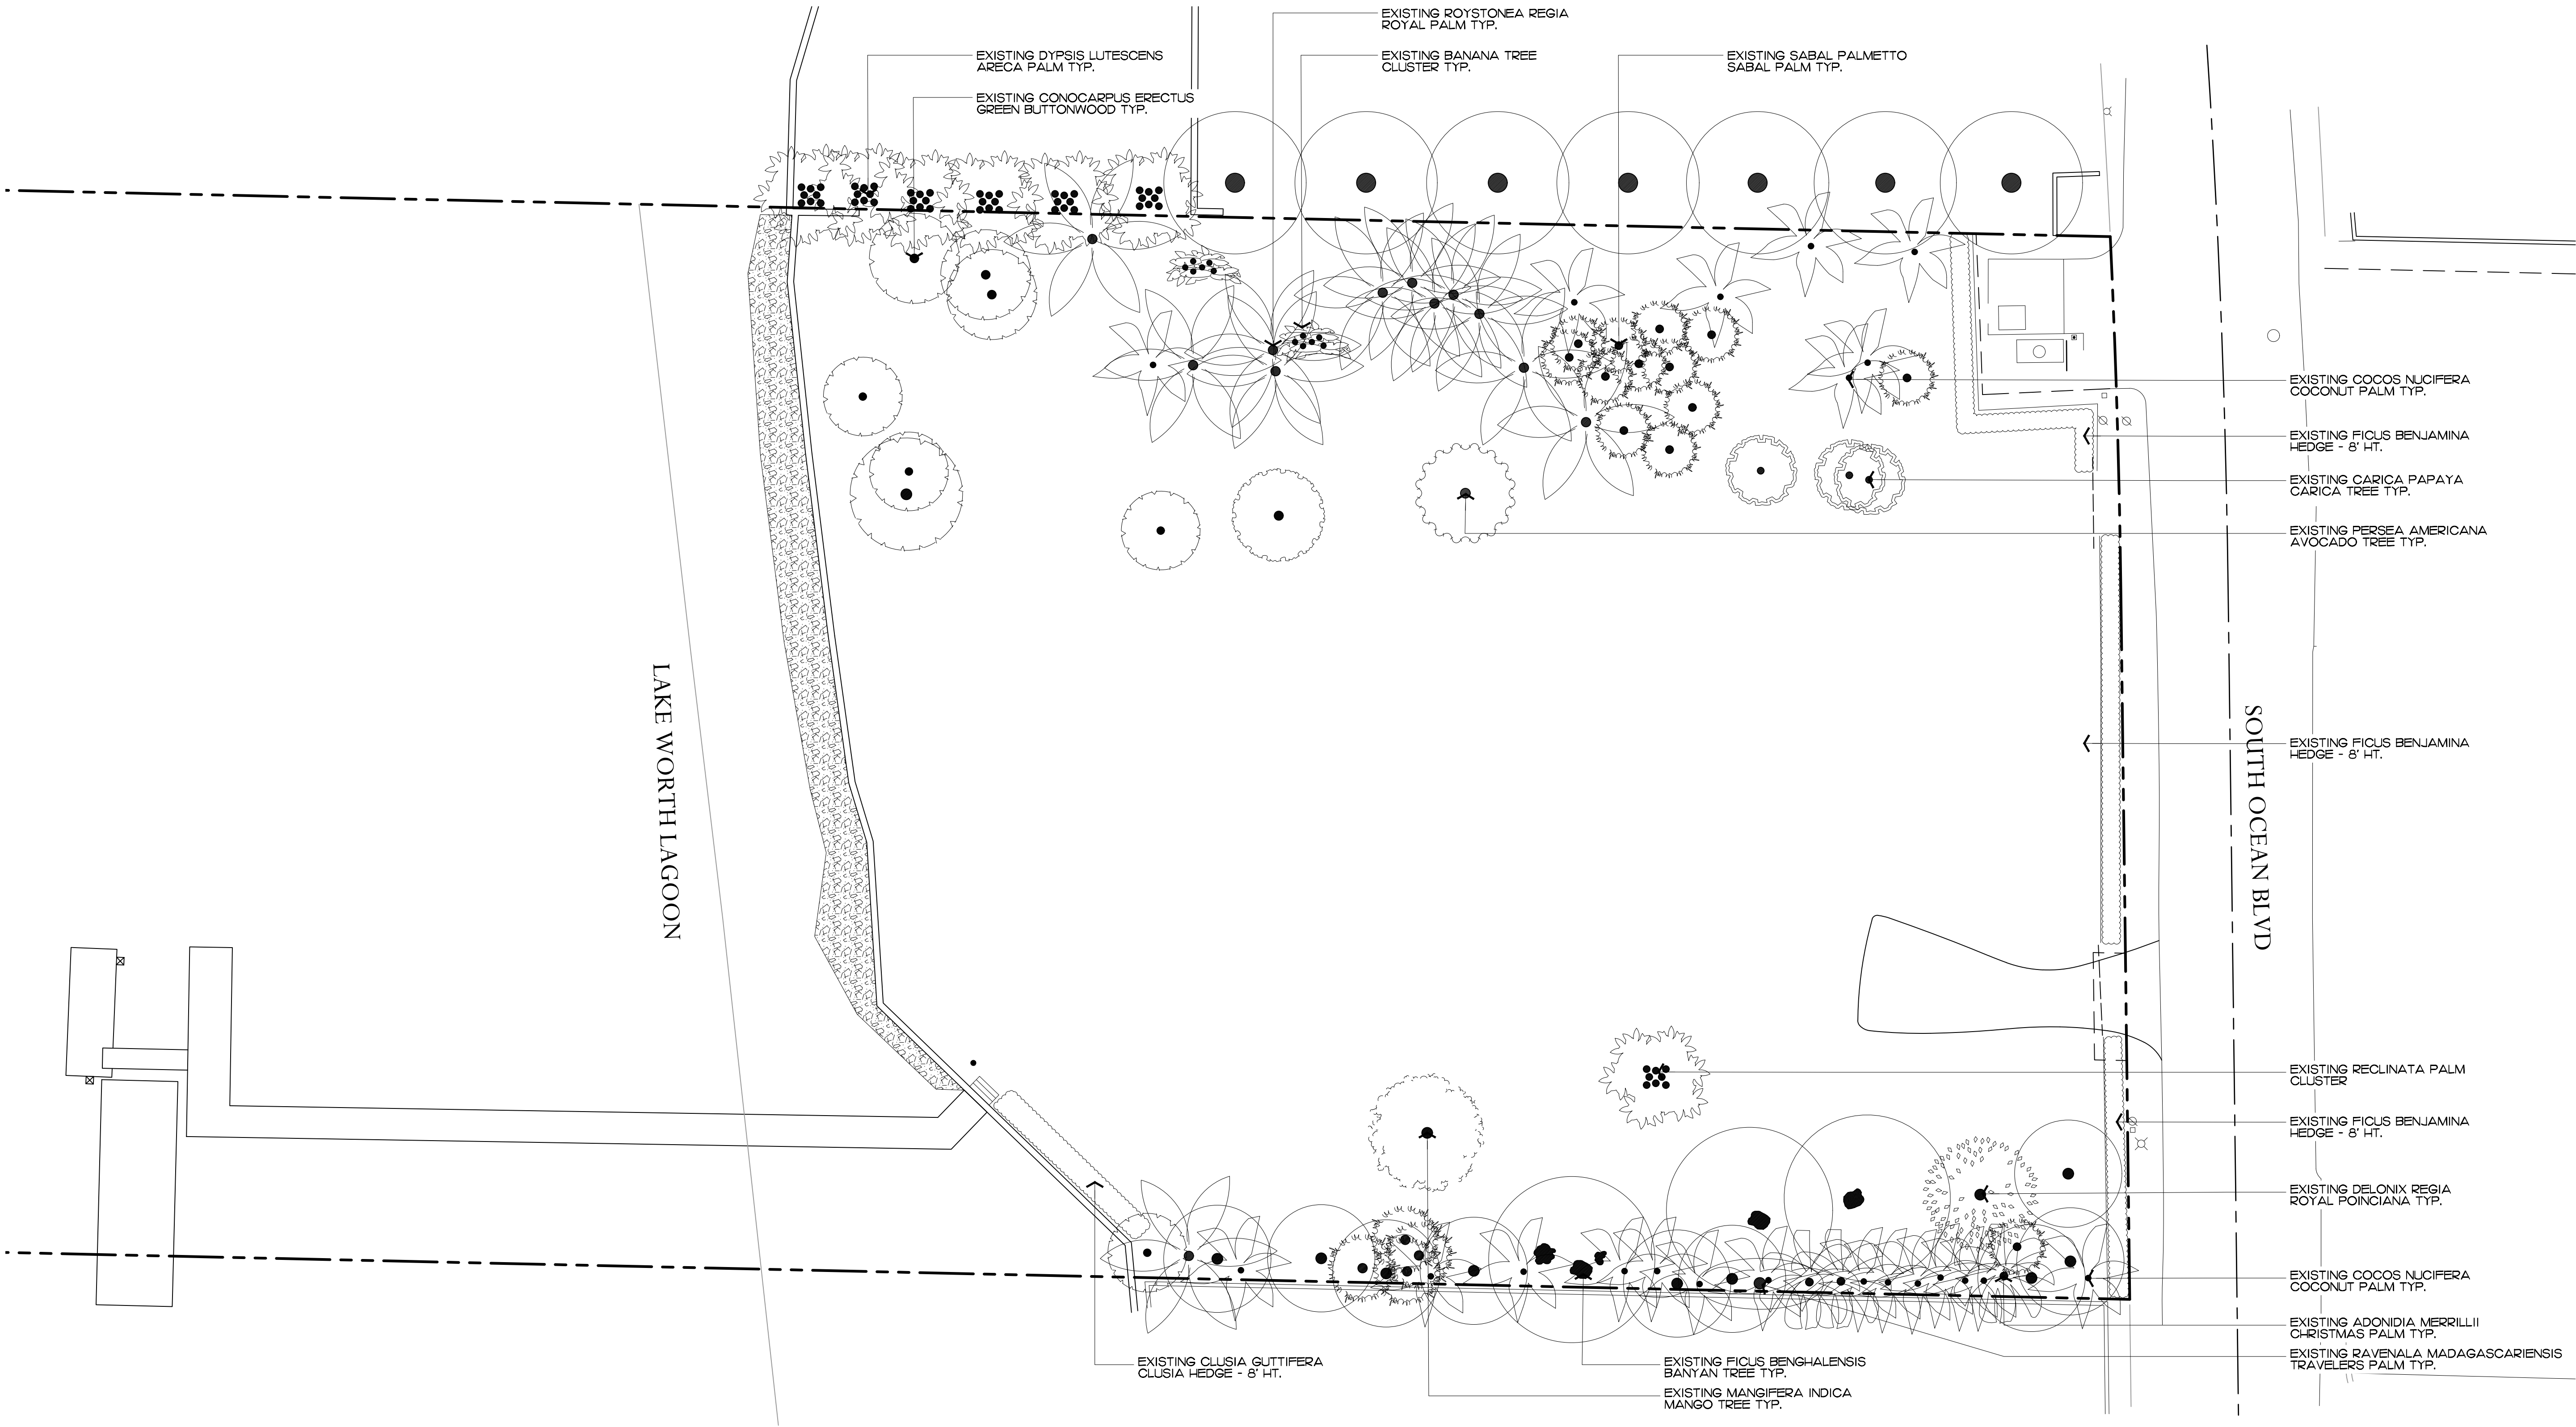 EXISTING ROYSTONEA REGIA
ROYAL PALM TYP.
EXISTING DYPSIS LUTESCENS
ARECA PALM TYP.
EXISTING BANANA TREE
CLUSTER TYP.
EXISTING SABAL PALMETTO
SABAL PALM TYP.
EXISTING CONOCARPUS ERECTUS
GREEN BUTTONWOOD TYP.
EXISTING COCOS NUCIFERA
COCONUT PALM TYP.
EXISTING FICUS BENJAMINA
HEDGE - 8' HT.
EXISTING CARICA PAPAYA
CARICA TREE TYP.
EXISTING PERSEA AMERICANA
AVOCADO TREE TYP.
LAKE WORTH LAGOON
SOUTH OCEAN BLVD
EXISTING FICUS BENJAMINA
HEDGE - 8' HT.
EXISTING RECLINATA PALM
CLUSTER
EXISTING FICUS BENJAMINA
HEDGE - 8' HT.
EXISTING DELONIX REGIA
ROYAL POINCIANA TYP.
EXISTING COCOS NUCIFERA
COCONUT PALM TYP.
EXISTING ADONIDIA MERRILLII
CHRISTMAS PALM TYP.
EXISTING RAVENALA MADAGASCARIENSIS
TRAVELERS PALM TYP.
EXISTING CLUSIA GUTTIFERA
CLUSIA HEDGE - 8' HT.
EXISTING FICUS BENGHALENSIS
BANYAN TREE TYP.
EXISTING MANGIFERA INDICA
MANGO TREE TYP.